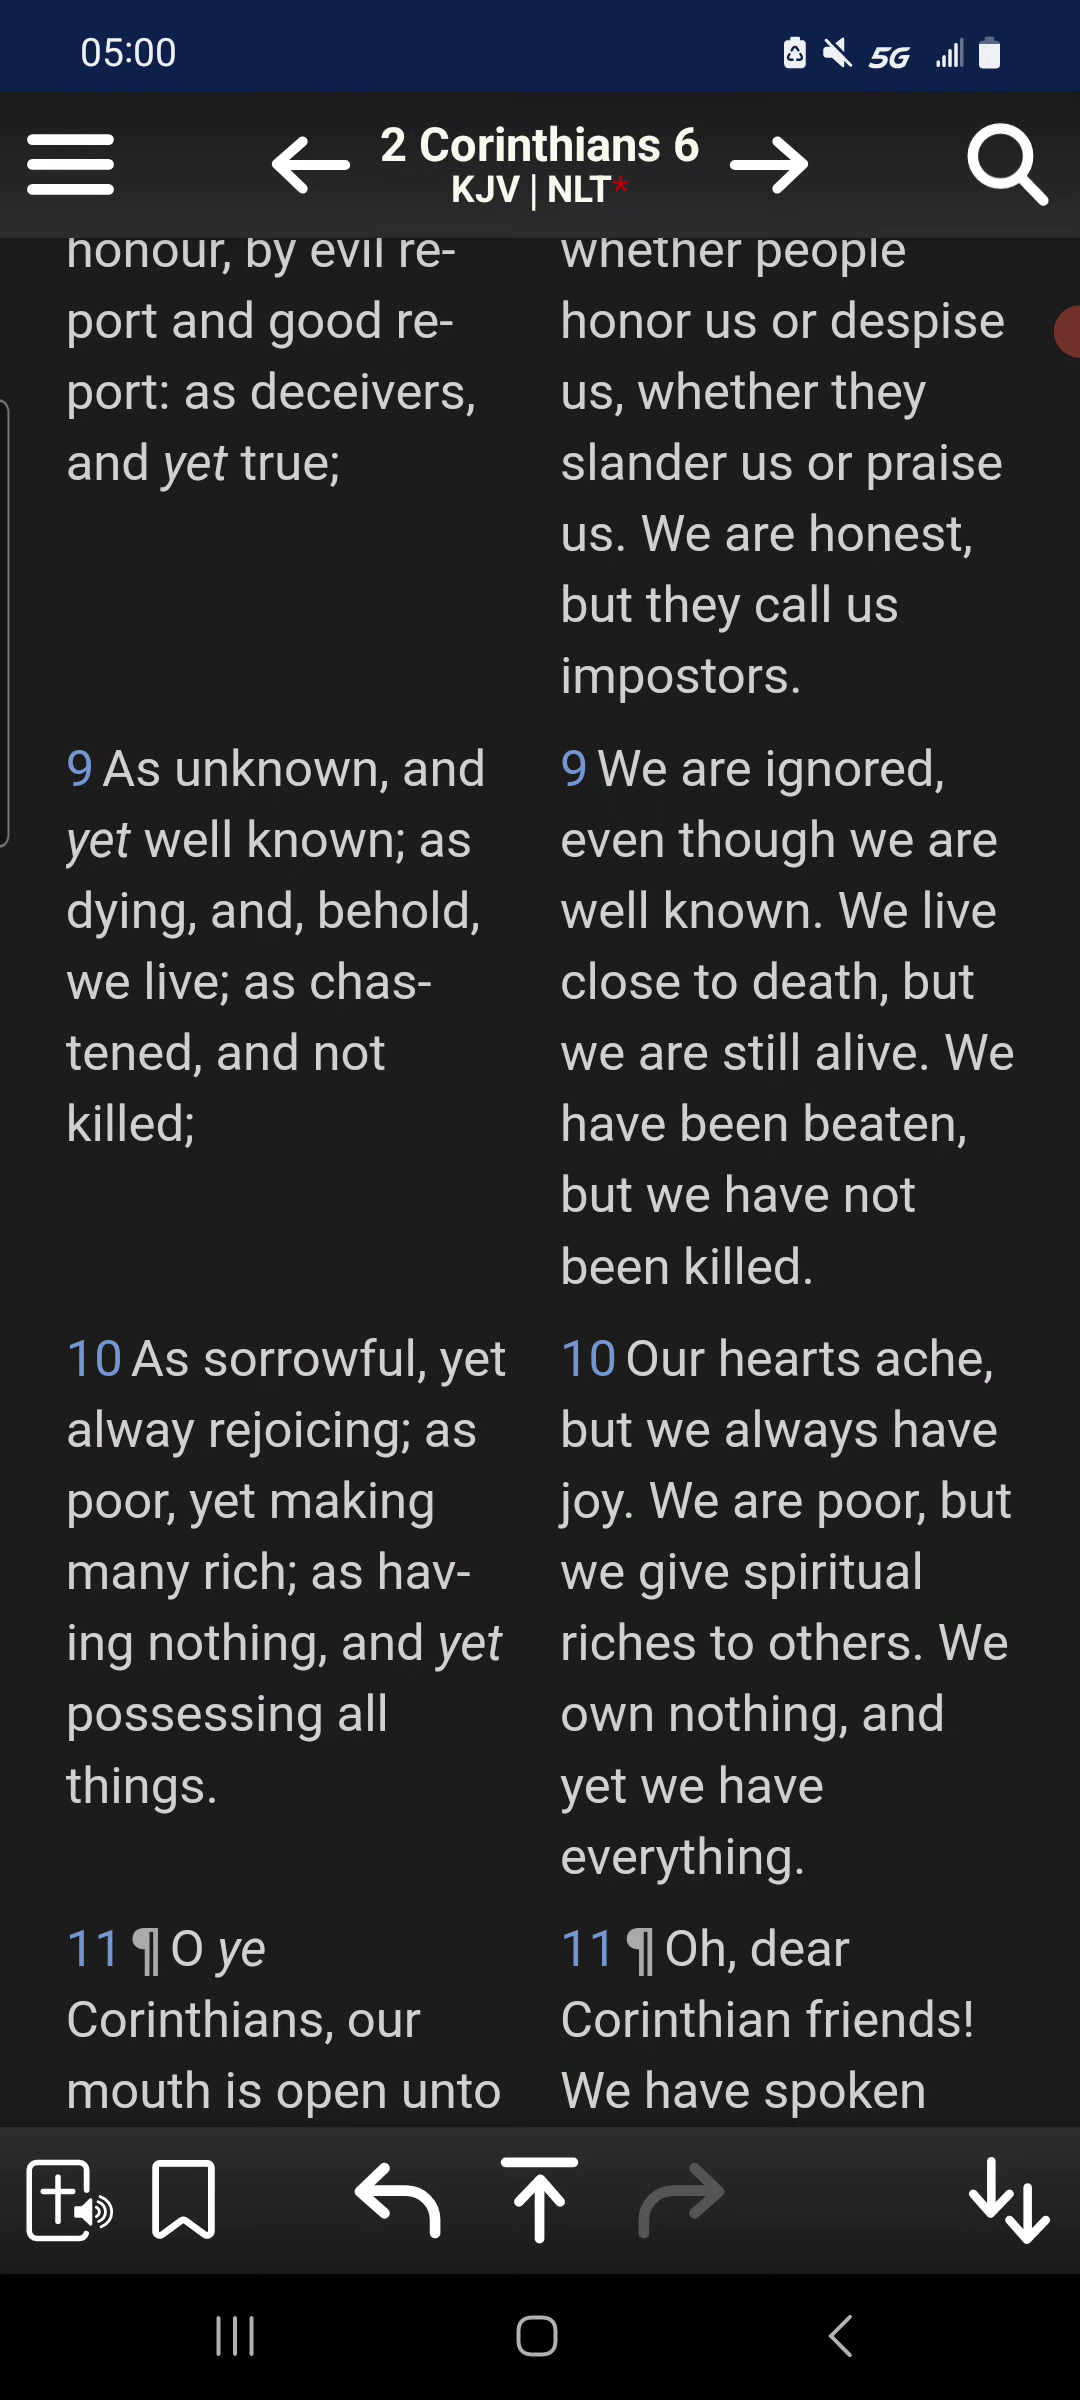 05:00
5G
2 Corinthians 6
KJV | NLT*
honour, by evil re-
port and good re-
port: as deceivers,
and yet true;
9 As unknown, and
yet well known; as
dying, and, behold,
we live; as chas-
tened, and not
killed;
10 As sorrowful, yet
alway rejoicing; as
poor, yet making
many rich; as hav-
ing nothing, and yet
possessing all
things.
11 ¶ O ye
Corinthians, our
mouth is open unto
whether people
honor us or despise
us, whether they
slander us or praise
us. We are honest,
but they call us
impostors.
9 We are ignored,
even though we are
well known. We live
close to death, but
we are still alive. We
have been beaten,
but we have not
been killed.
10 Our hearts ache,
but we always have
joy. We are poor, but
we give spiritual
riches to others. We
own nothing, and
yet we have
everything.
11 ¶ Oh, dear
Corinthian friends!
We have spoken